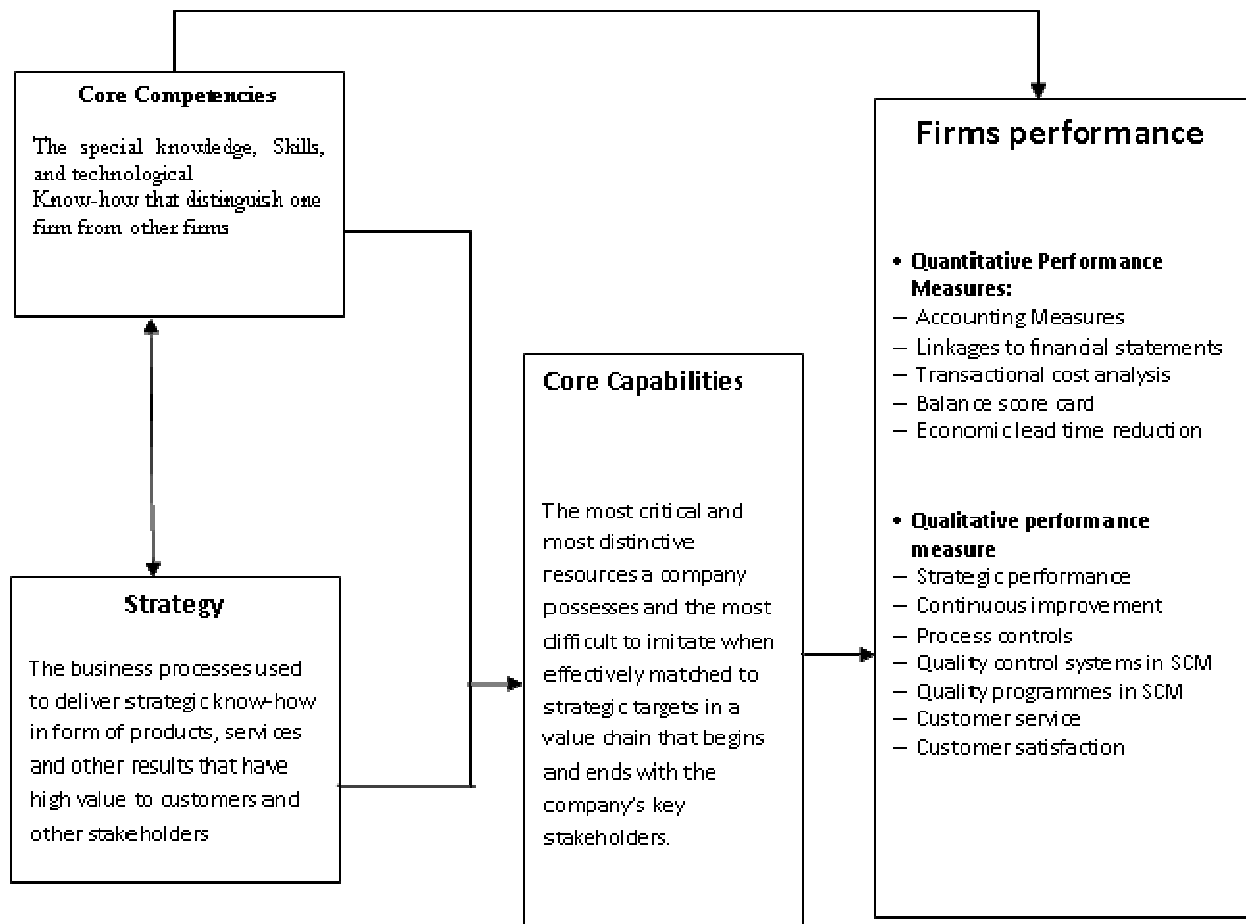 Core Competencies
The special knowledge, Skills,
and technological
Know-how that distinguish one
firm from other firms
Strategy
The business processes used
to deliver strategic know-how
in form of products, services
and other results that have
high value to customers and
other stakeholders
Core Capabilities
The most critical and
most distinctive
resources a company
possesses and the most
difficult to imitate when
effectively matched to
strategic targets in a
value chain that begins
and ends with the
company's key
stakeholders.
Firms performance
• Quantitative Performance
Measures:
– Accounting Measures
– Linkages to financial statements
– Transactional cost analysis
– Balance score card
– Economic lead time reduction
• Qualitative performance
measure
– Strategic performance
– Continuous improvement
– Process controls
– Quality control systems in SCM
– Quality programmes in SCM
– Customer service
– Customer satisfaction